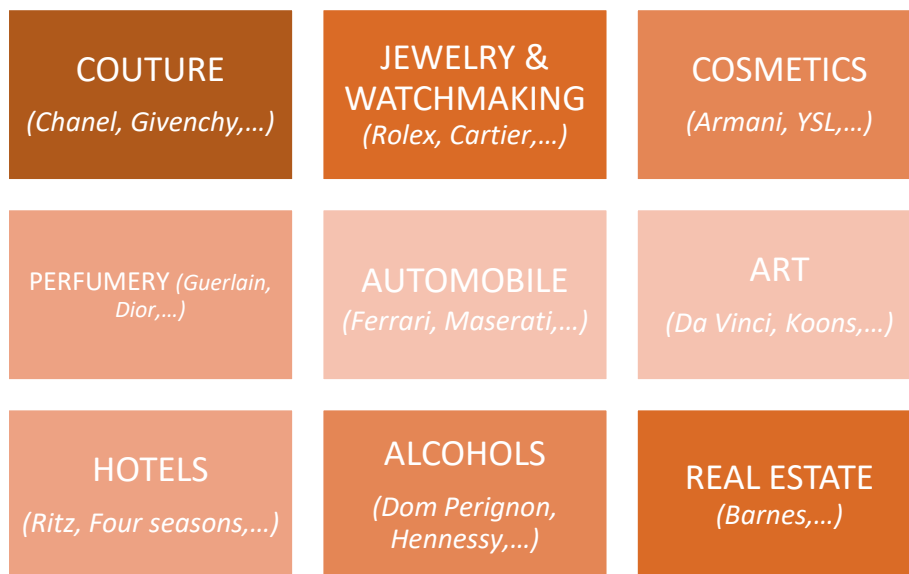 COUTURE
(Chanel, Givenchy,…)
JEWELRY &
WATCHMAKING
(Rolex, Cartier,…)
COSMETICS
(Armani, YSL,…)
PERFUMERY (Guerlain,
Dior,…)
AUTOMOBILE
(Ferrari, Maserati,…)
ART
(Da Vinci, Koons,…)
HOTELS
(Ritz, Four seasons,…)
ALCOHOLS
(Dom Perignon,
Hennessy,…)
REAL ESTATE
(Barnes,…)